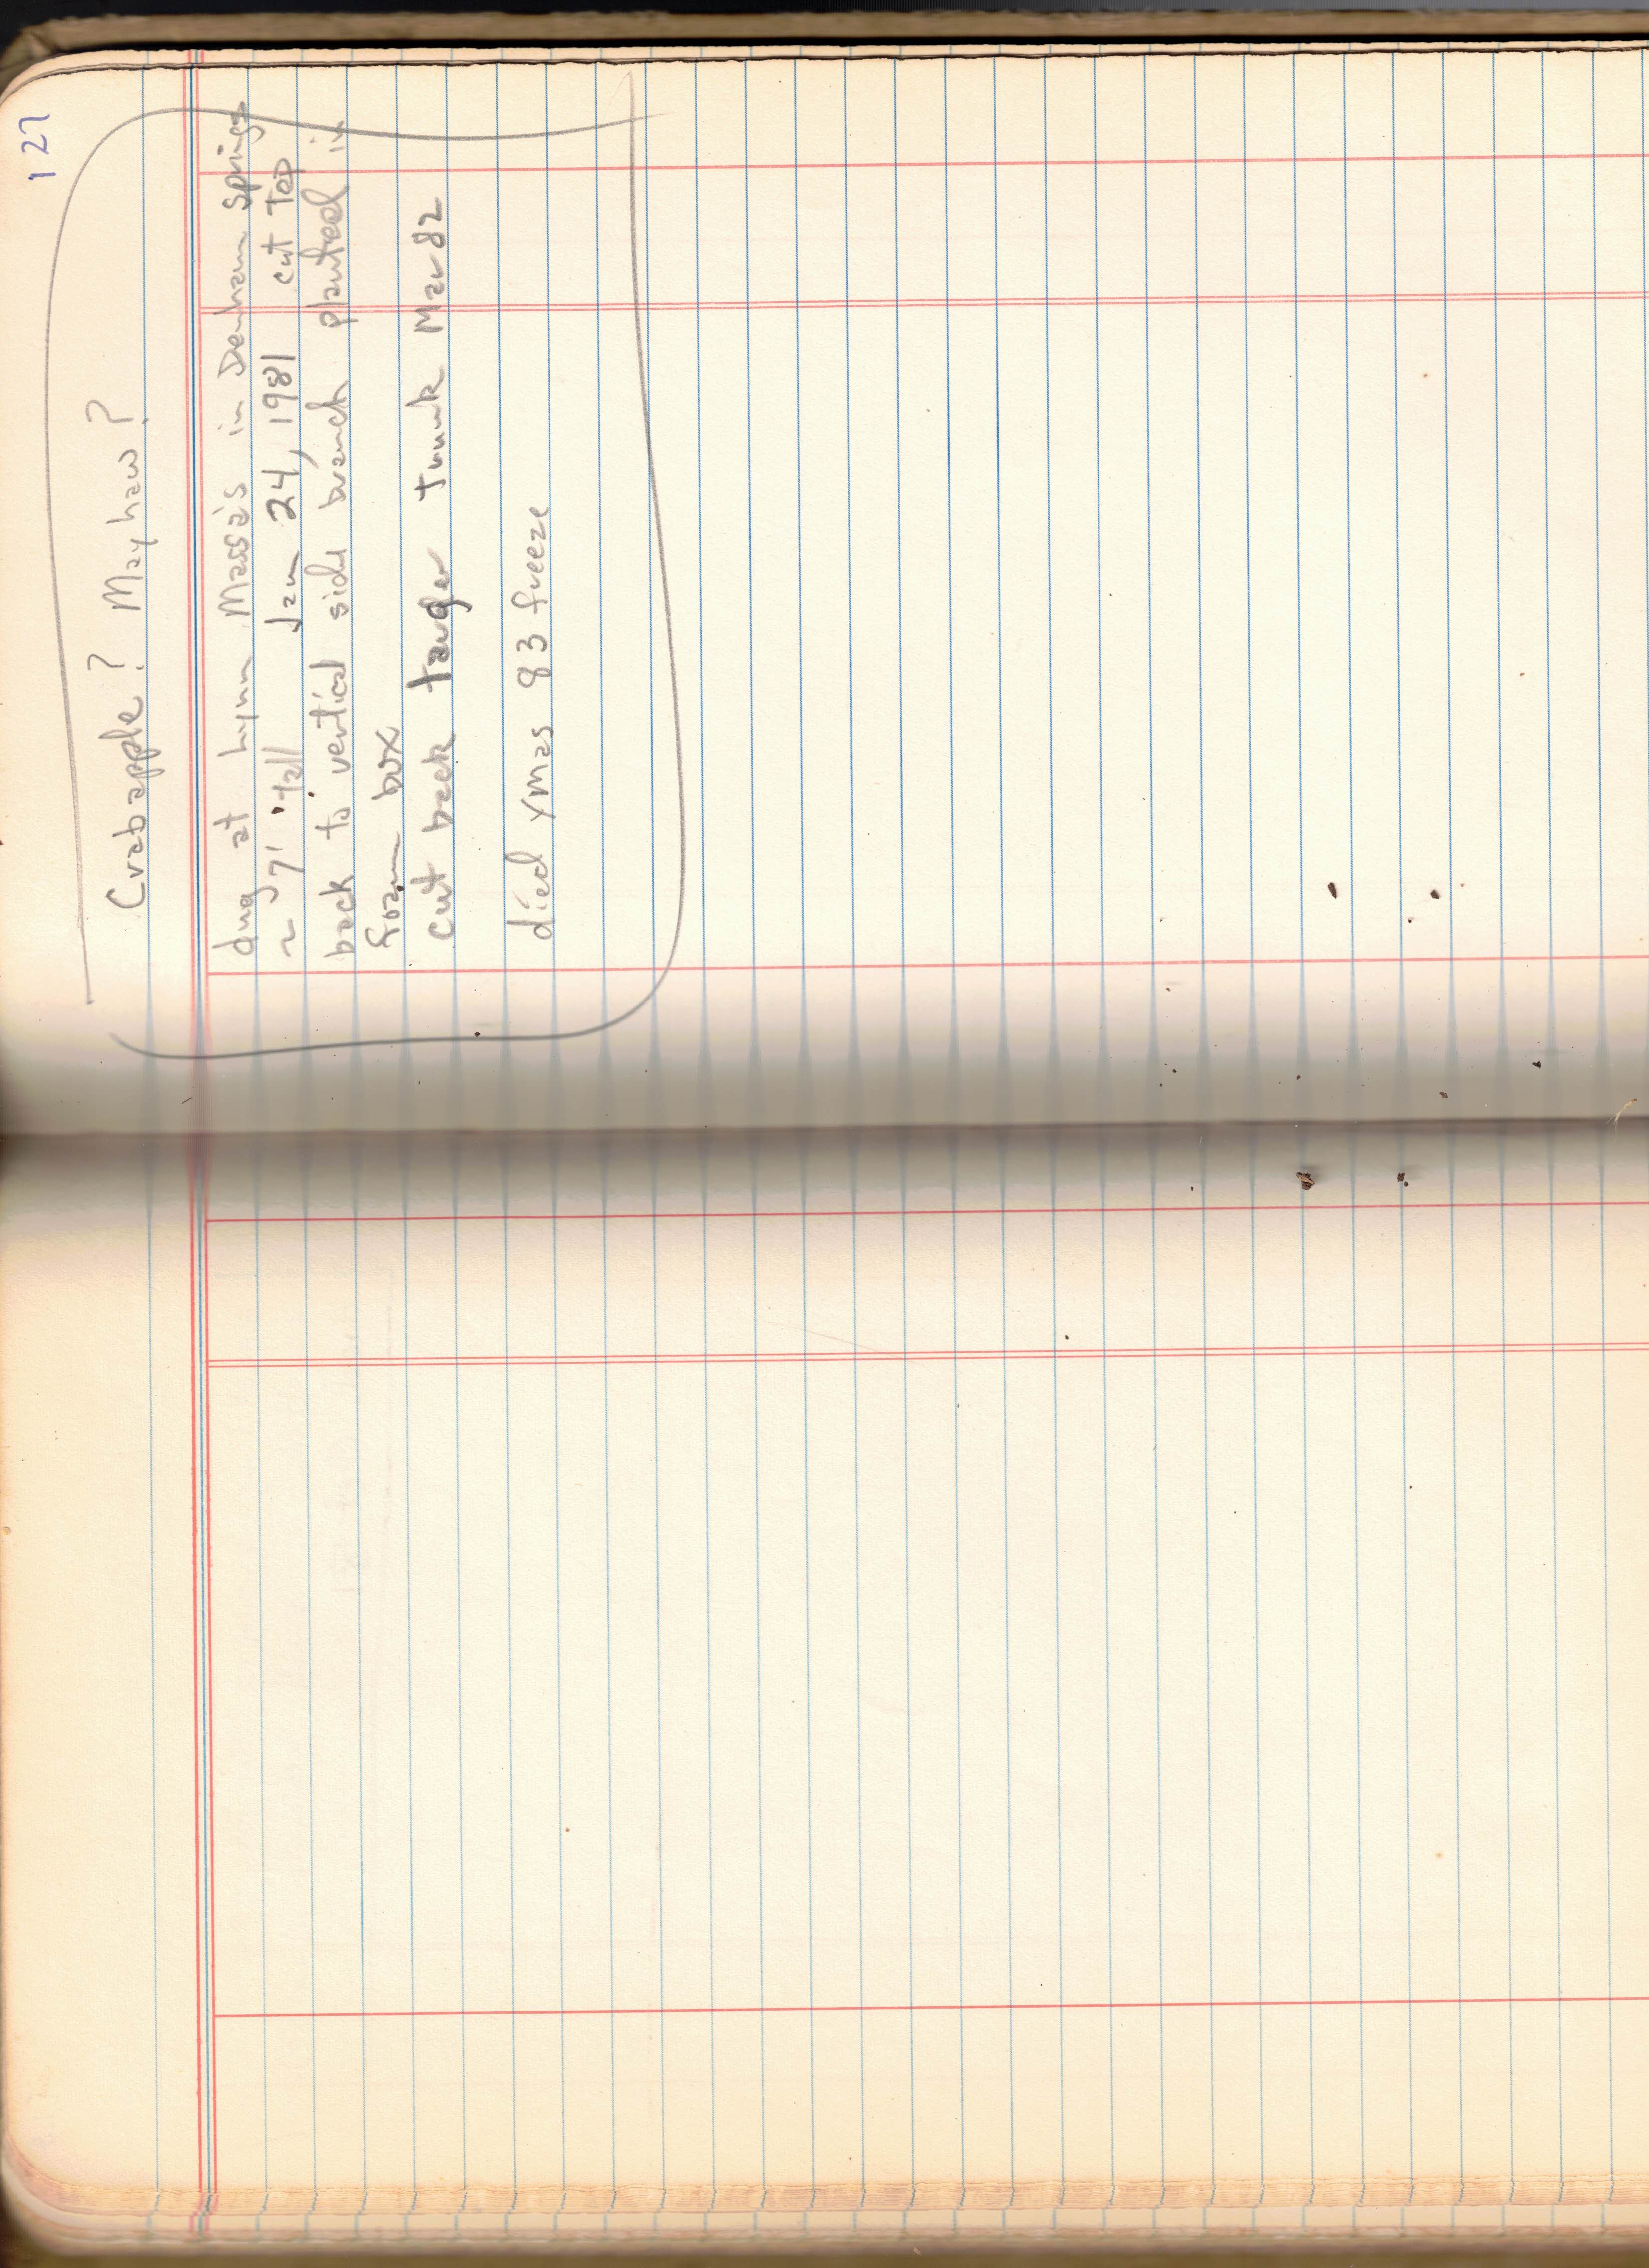 127
Crabapple? Mayhaw?
dug at Lynn Massa's in Denham springs
~ 7' tall Jan 24, 1981 cut top
back to vertical side branch planted in
foam box
cut back larger trunk Mar 82
died xmas 83 freeze